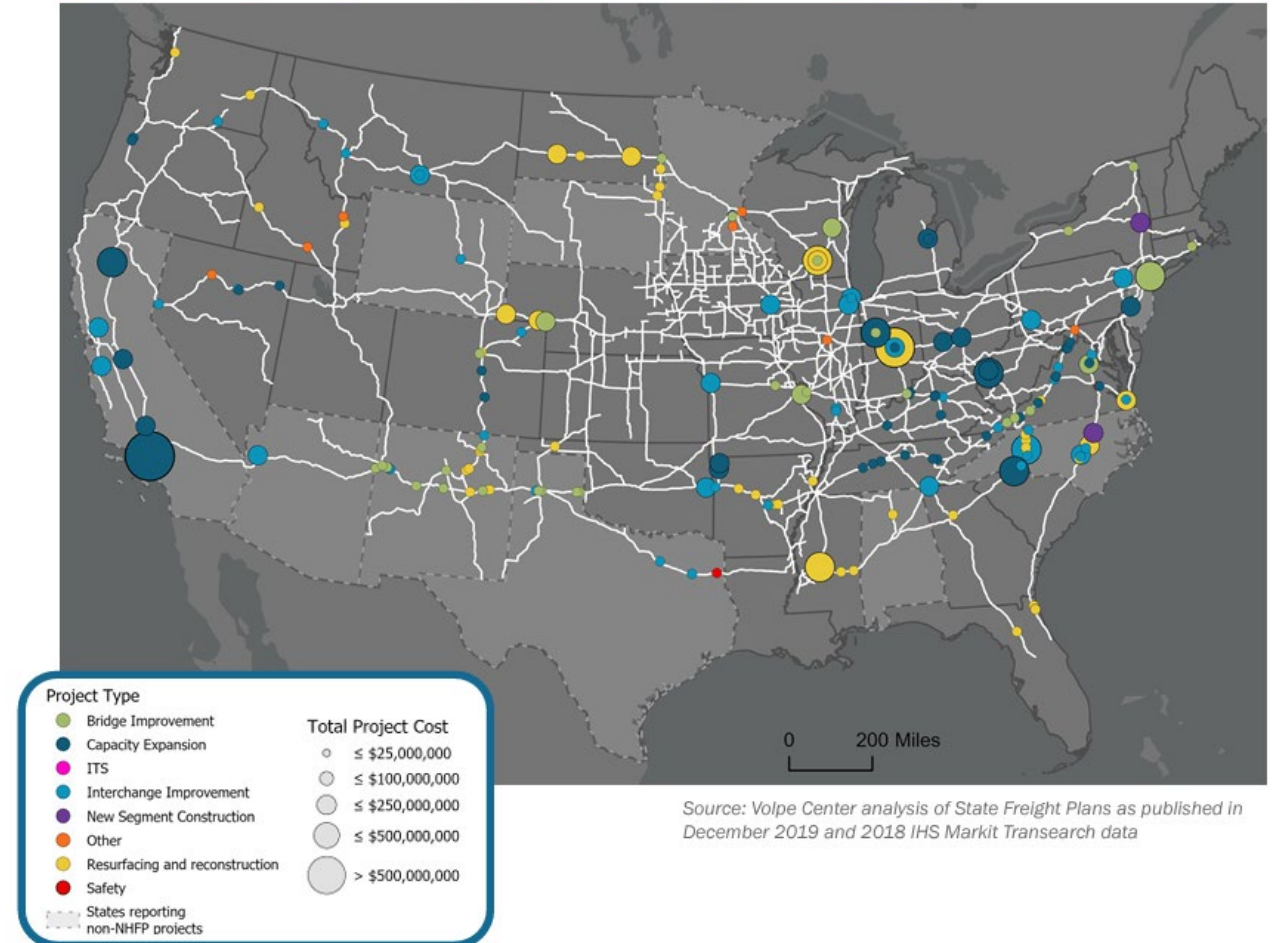 0 200 Miles
Source: Volpe Center analysis of State Freight Plans as published in
December 2019 and 2018 IHS Markit Transearch data
Project Type
Bridge Improvement
Capacity Expansion
ITS
Interchange Improvement
New Segment Construction
Other
Resurfacing and reconstruction
Safety
States reporting
non-NHFP projects
Total Project Cost
≤ $25,000,000
≤ $100,000,000
≤ $250,000,000
≤ $500,000,000
> $500,000,000